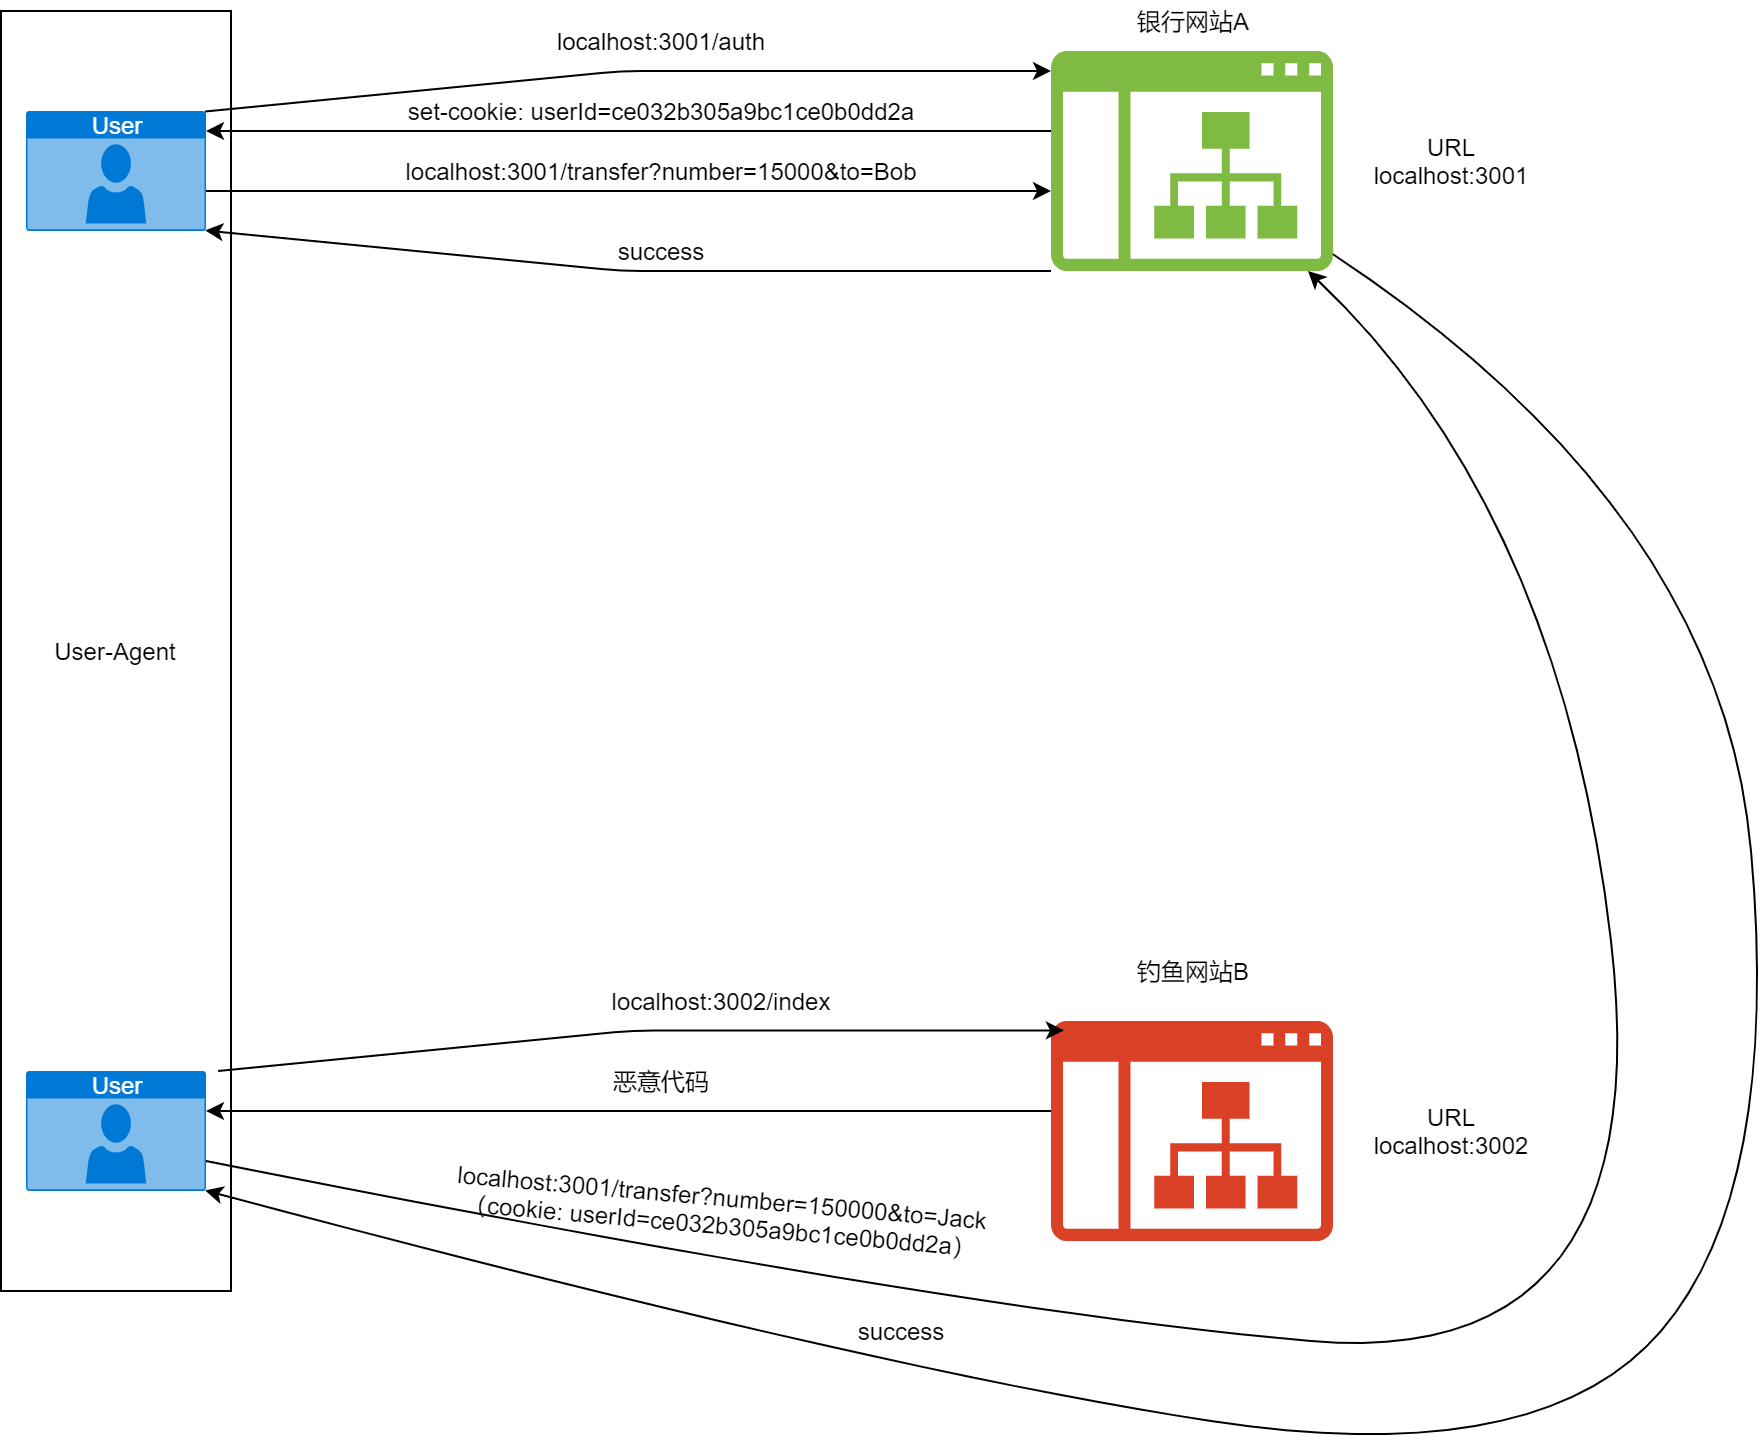 银行网站A
localhost:3001/auth
User
set-cookie: userId=ce032b305a9bc1ce0b0dd2a
localhost:3001/transfer?number=15000&to=Bob
success
URL
localhost:3001
User-Agent
钓鱼网站B
localhost:3002/index
User
恶意代码
URL
localhost:3002
localhost:3001/transfer?number=150000&to=Jack
（cookie: userId=ce032b305a9bc1ce0b0dd2a）
success